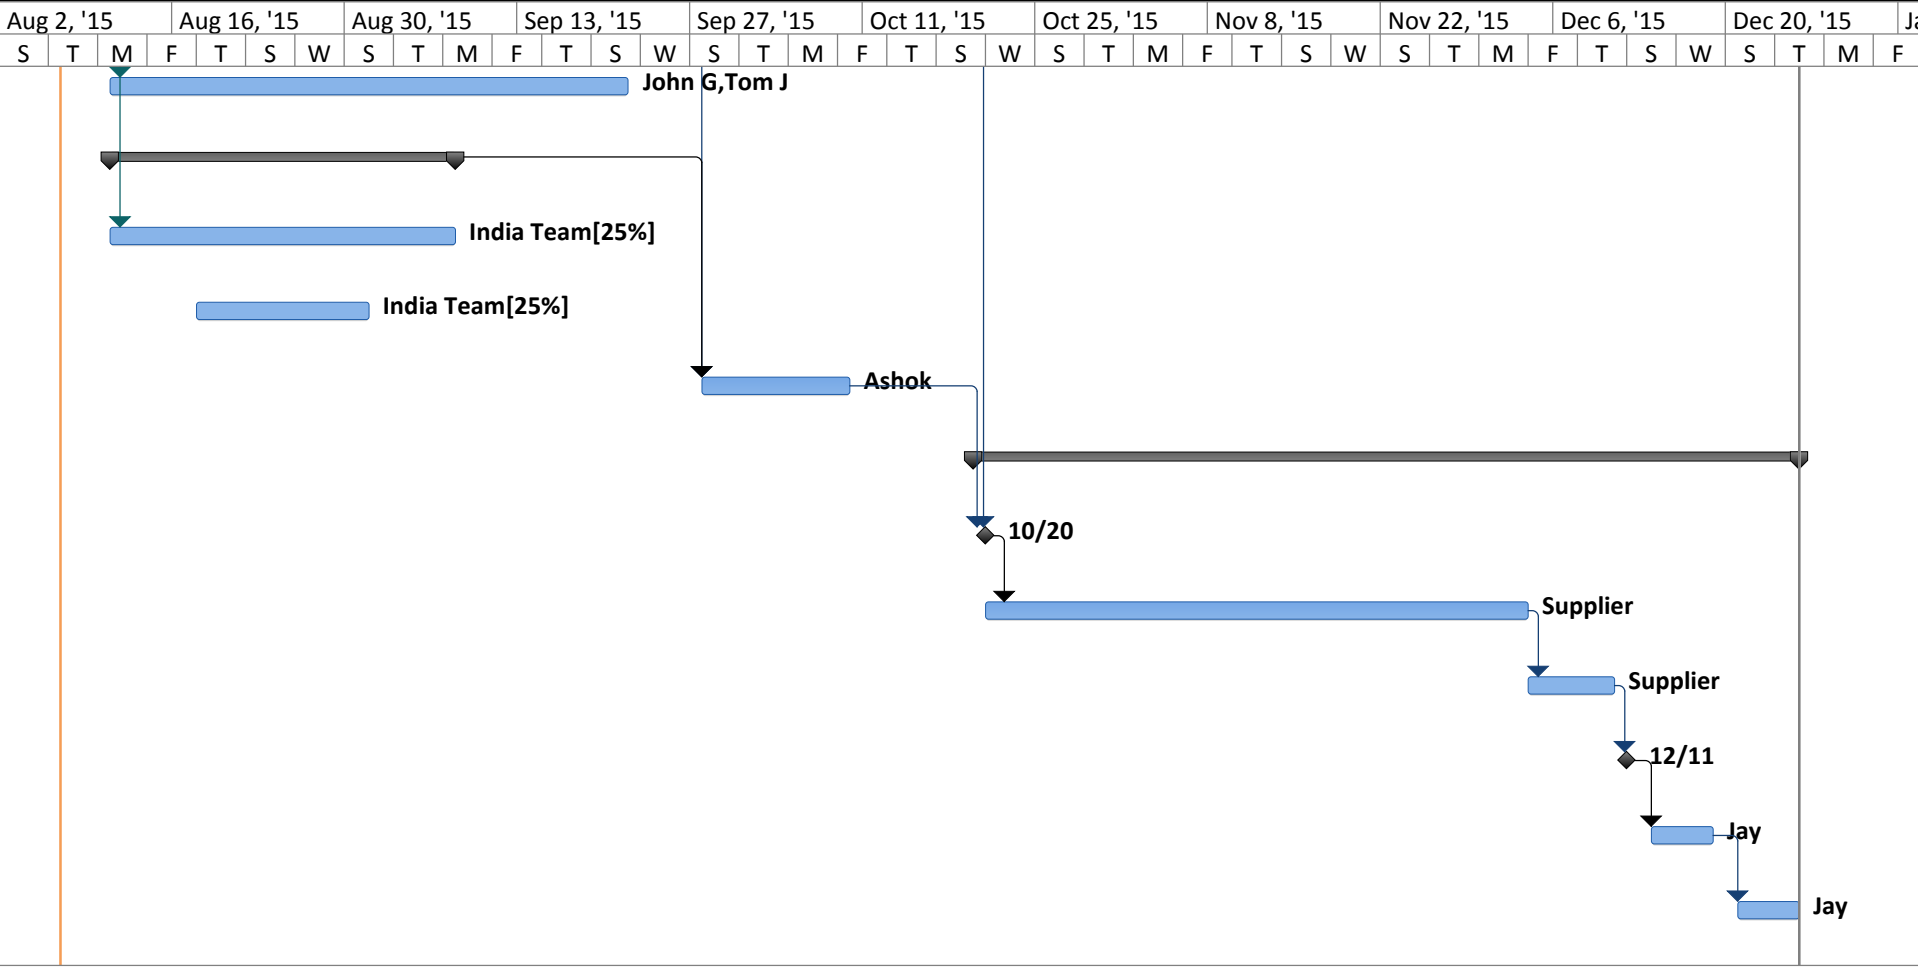 Aug 2, '15 Aug 16, '15 Aug 30, '15 Sep 13, '15 Sep 27, '15 Oct 11, '15 Oct 25, '15 Nov 8, '15 Nov 22, '15 Dec 6, '15 Dec 20, '15 Ja
S T M F T S W S T M F T S W S T M F T S W S T M F T S W S T M F T S W S T M F
John G,Tom J
India Team[25%]
India Team[25%]
Ashok
10/20
Supplier
Supplier
12/11
Jay
Jay